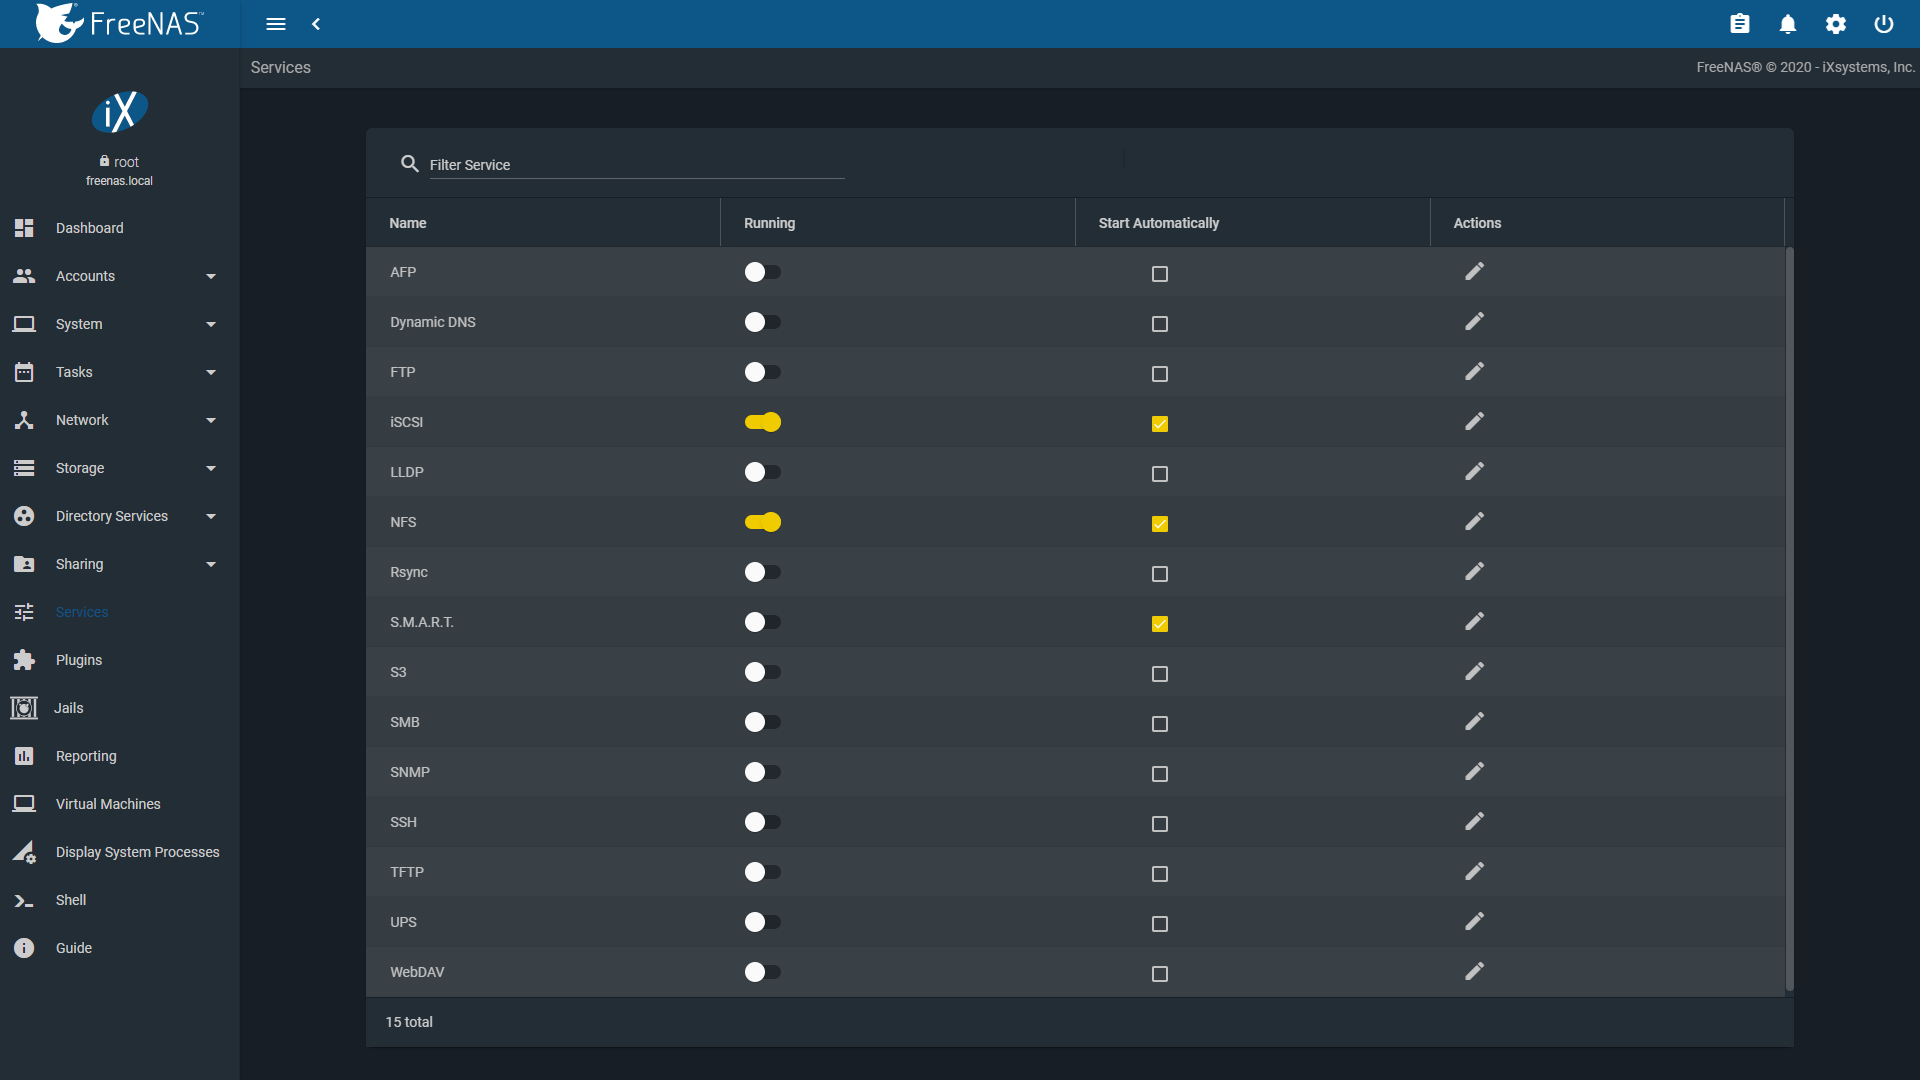 FreeNAS™
Services
FreeNAS® © 2020 - iXsystems, Inc.
iX
root
freenas.local
Dashboard
Accounts
System
Tasks
Network
Storage
Directory Services
Sharing
Services
Plugins
Jails
Reporting
Virtual Machines
Display System Processes
Shell
Guide
Filter Service
Name Running Start Automatically Actions
AFP
Dynamic DNS
FTP
iSCSI
LLDP
NFS
Rsync
S.M.A.R.T.
S3
SMB
SNMP
SSH
TFTP
UPS
WebDAV
15 total